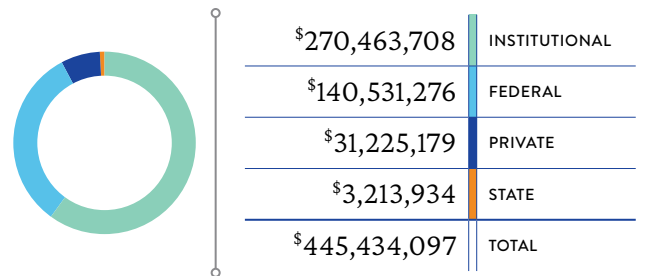 $270,463,708 INSTITUTIONAL
$140,531,276 FEDERAL
$31,225,179 PRIVATE
$3,213,934 STATE
$445,434,097 TOTAL